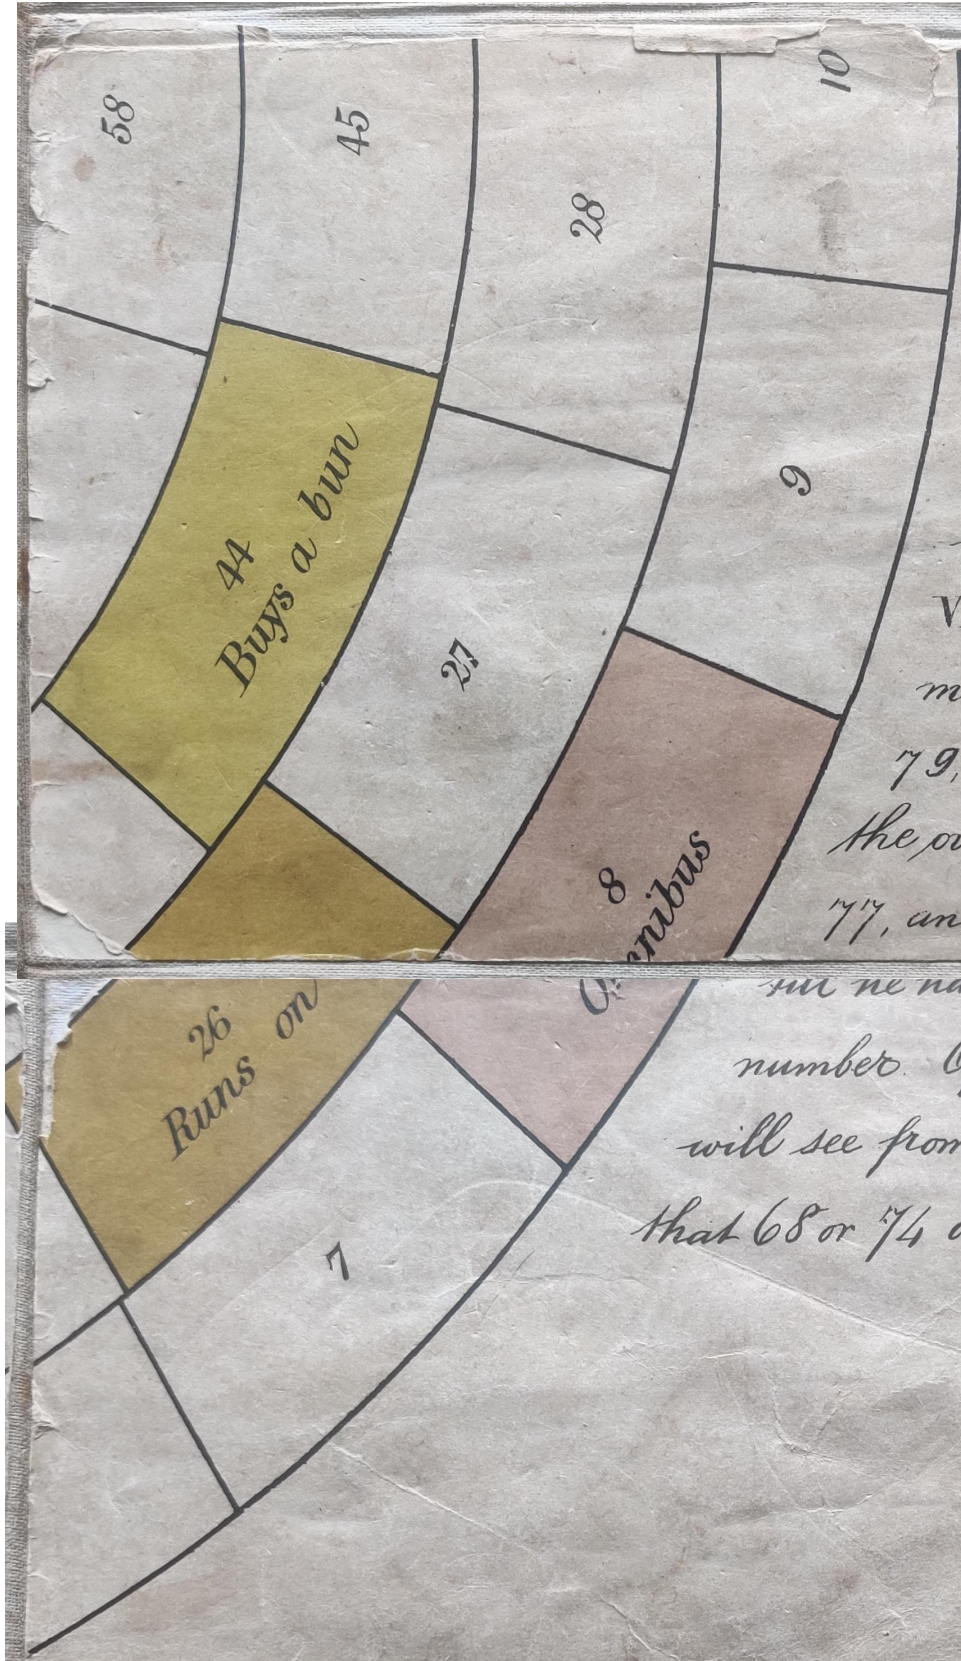 58
45
28
10
9
44
Buys a bun
27
8
Omnibus
26
Runs on
7
79,
the
77,
number.
will see from
that 68 or 74